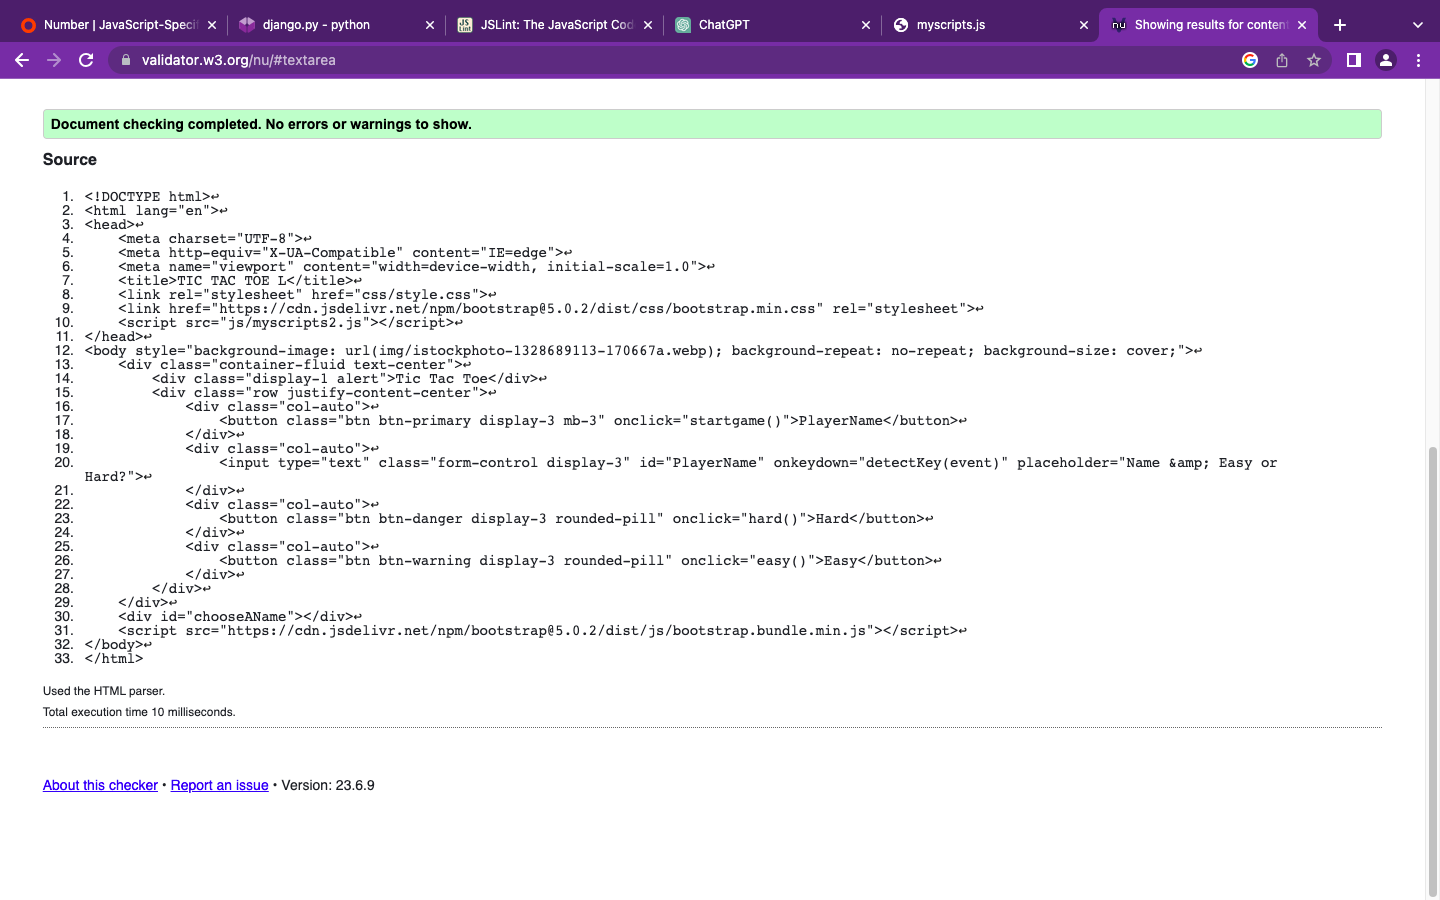 Number | JavaScript-Specif
django.py - python
JSLint: The JavaScript Cod
ChatGPT
myscripts.js
nu Showing results for conten
validator.w3.org/nu/#textarea
Document checking completed. No errors or warnings to show.
Source
1. <!DOCTYPE html>↩
2. <html lang="en">↩
3. <head>↩
4.     <meta charset="UTF-8">↩
5.     <meta http-equiv="X-UA-Compatible" content="IE=edge">↩
6.     <meta name="viewport" content="width=device-width, initial-scale=1.0">↩
7.     <title>TIC TAC TOE L</title>↩
8.     <link rel="stylesheet" href="css/style.css">↩
9.     <link href="https://cdn.jsdelivr.net/npm/bootstrap@5.0.2/dist/css/bootstrap.min.css" rel="stylesheet">↩
10.     <script src="js/myscripts2.js"></script>↩
11. </head>↩
12. <body style="background-image: url(img/istockphoto-1328689113-170667a.webp); background-repeat: no-repeat; background-size: cover;">↩
13.     <div class="container-fluid text-center">↩
14.         <div class="display-1 alert">Tic Tac Toe</div>↩
15.         <div class="row justify-content-center">↩
16.             <div class="col-auto">↩
17.                 <button class="btn btn-primary display-3 mb-3" onclick="startgame()">PlayerName</button>↩
18.             </div>↩
19.             <div class="col-auto">↩
20.                 <input type="text" class="form-control display-3" id="PlayerName" onkeydown="detectKey(event)" placeholder="Name &amp; Easy or
Hard?">↩
21.             </div>↩
22.             <div class="col-auto">↩
23.                 <button class="btn btn-danger display-3 rounded-pill" onclick="hard()">Hard</button>↩
24.             </div>↩
25.             <div class="col-auto">↩
26.                 <button class="btn btn-warning display-3 rounded-pill" onclick="easy()">Easy</button>↩
27.             </div>↩
28.         </div>↩
29.     </div>↩
30.     <div id="chooseAName"></div>↩
31.     <script src="https://cdn.jsdelivr.net/npm/bootstrap@5.0.2/dist/js/bootstrap.bundle.min.js"></script>↩
32. </body>↩
33. </html>
Used the HTML parser.
Total execution time 10 milliseconds.
About this checker • Report an issue • Version: 23.6.9